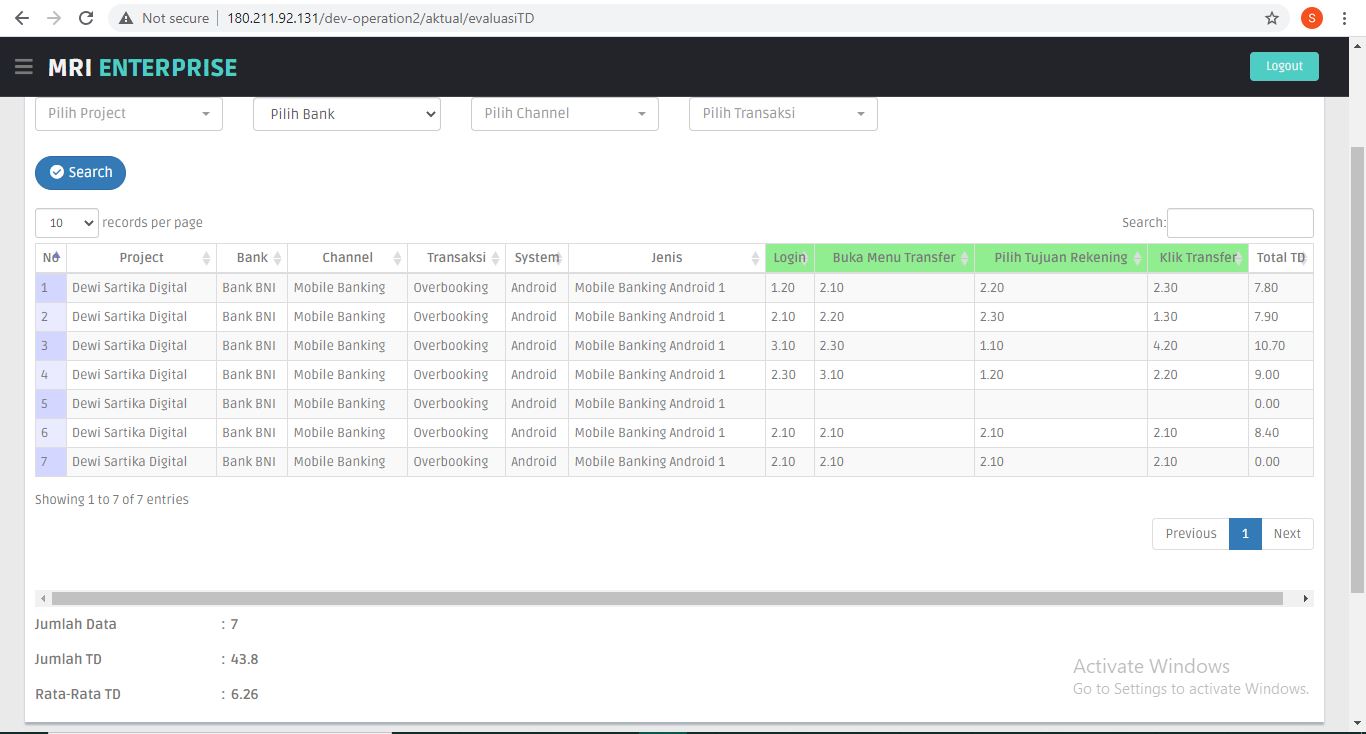 Not secure | 180.211.92.131/dev-operation2/aktual/evaluasiTD S
MRI ENTERPRISE Logout
Pilih Project Pilih Bank Pilih Channel Pilih Transaksi
Search
10 records per page Search:
No Project Bank Channel Transaksi System Jenis Login Buka Menu Transfer Pilih Tujuan Rekening Klik Transfer Total TD
1 Dewi Sartika Digital Bank BNI Mobile Banking Overbooking Android Mobile Banking Android 1 1.20 2.10 2.20 2.30 7.80
2 Dewi Sartika Digital Bank BNI Mobile Banking Overbooking Android Mobile Banking Android 1 2.10 2.20 2.30 1.30 7.90
3 Dewi Sartika Digital Bank BNI Mobile Banking Overbooking Android Mobile Banking Android 1 3.10 2.30 1.10 4.20 10.70
4 Dewi Sartika Digital Bank BNI Mobile Banking Overbooking Android Mobile Banking Android 1 2.30 3.10 1.20 2.20 9.00
5 Dewi Sartika Digital Bank BNI Mobile Banking Overbooking Android Mobile Banking Android 1 0.00
6 Dewi Sartika Digital Bank BNI Mobile Banking Overbooking Android Mobile Banking Android 1 2.10 2.10 2.10 2.10 8.40
7 Dewi Sartika Digital Bank BNI Mobile Banking Overbooking Android Mobile Banking Android 1 2.10 2.10 2.10 2.10 0.00
Showing 1 to 7 of 7 entries
Previous 1 Next
Jumlah Data : 7
Jumlah TD : 43.8
Rata-Rata TD : 6.26
Activate Windows
Go to Settings to activate Windows.